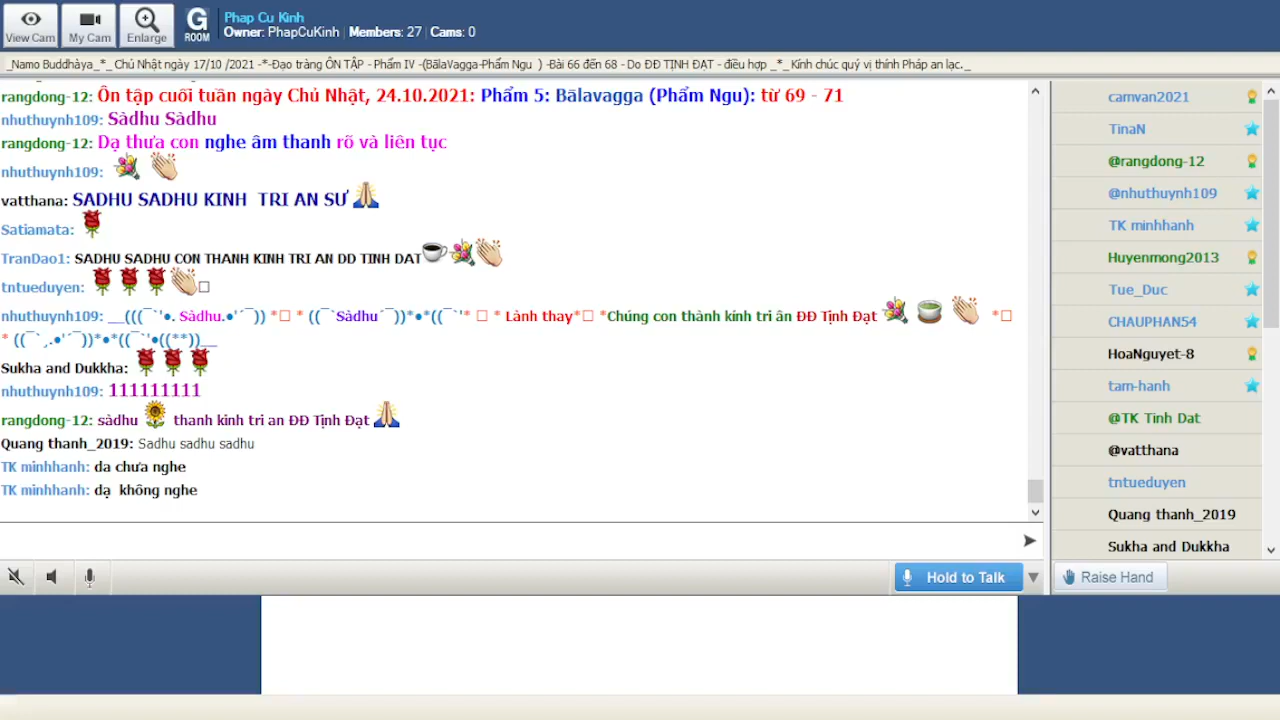 View Cam
My Cam
Enlarge
G
ROOM
Phap Cu Kinh
Owner: PhapCuKinh | Members: 27 | Cams: 0
_Namo Buddhàya_*_ Chủ Nhật ngày 17/10 /2021 -*-Đạo tràng ÔN TẬP - Phẩm IV -(BālaVagga-Phẩm Ngu ) -Bài 66 đến 68 - Do ĐĐ TỊNH ĐẠT - điều hợp _*_Kính chúc quý vị thính Pháp an lạc._
rangdong-12: Ôn tập cuối tuần ngày Chủ Nhật, 24.10.2021: Phẩm 5: Bālavagga (Phẩm Ngu): từ 69 - 71
nhuthuynh109: Sàdhu Sàdhu
rangdong-12: Dạ thưa con nghe âm thanh rõ và liên tục
nhuthuynh109:
vatthana: SADHU SADHU KINH TRI AN SƯ
Satiamata:
TranDao1: SADHU SADHU CON THANH KINH TRI AN DD TINH DAT
tntueduyen:
nhuthuynh109: __(((¯`'•. Sàdhu.•'´¯)) *□ * ((¯`Sàdhu´¯))*•*((¯`'* □ * Lành thay*□ *Chúng con thành kính tri ân ĐĐ Tịnh Đạt *□
* ((¯`¸.•'´¯))*•*((¯`'•((**))__
Sukha and Dukkha:
nhuthuynh109: 111111111
rangdong-12: sàdhu thanh kinh tri an ĐĐ Tịnh Đạt
Quang thanh_2019: Sadhu sadhu sadhu
TK minhhanh: da chưa nghe
TK minhhanh: dạ không nghe
Hold to Talk
camvan2021
TinaN
@rangdong-12
@nhuthuynh109
TK minhhanh
Huyenmong2013
Tue_Duc
CHAUPHAN54
HoaNguyet-8
tam-hanh
@TK Tinh Dat
@vatthana
tntueduyen
Quang thanh_2019
Sukha and Dukkha
Raise Hand